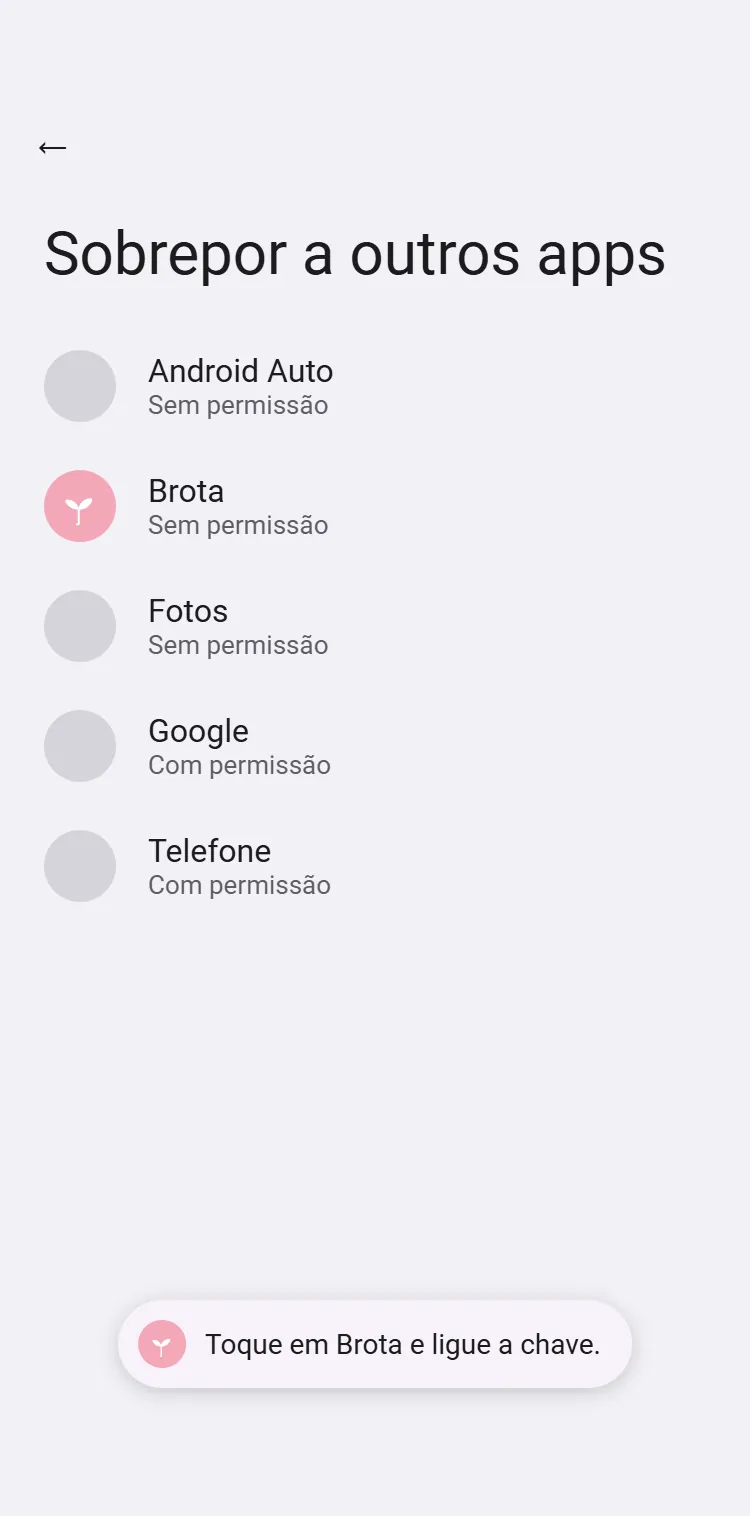 Sobrepor a outros apps
Android Auto
Sem permissão
Brota
Sem permissão
Fotos
Sem permissão
Google
Com permissão
Telefone
Com permissão
Toque em Brota e ligue a chave.